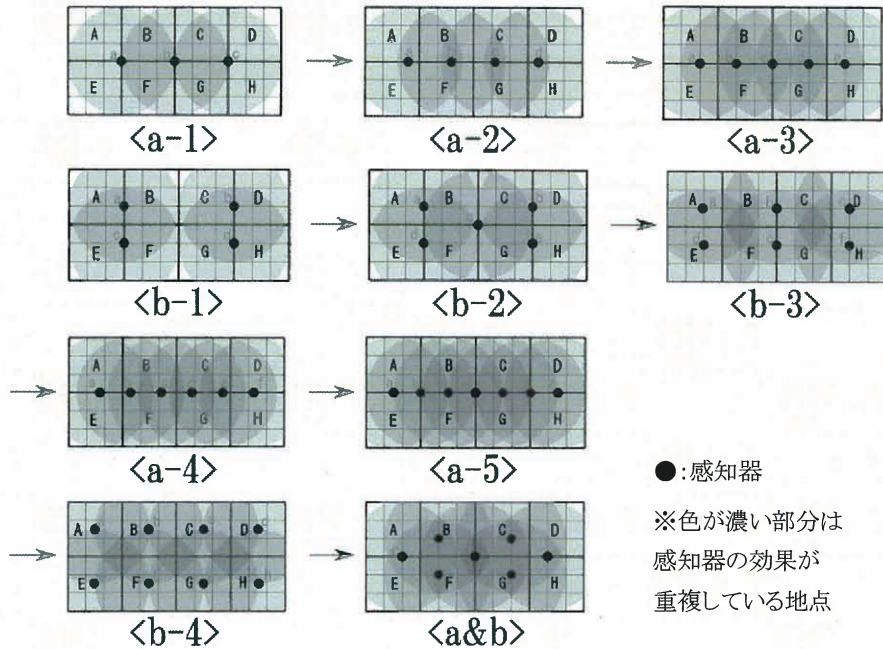 A B C D
E F G H
<a-1>
A B C D
E F G H
<a-2>
A B C D
E F G H
<a-3>
A B C D
E F G H
<b-1>
A B C D
E F G H
<b-2>
A B C D
E F G H
<b-3>
A B C D
E F G H
<a-4>
A B C D
E F G H
<a-5>
A B C D
E F G H
<b-4>
A B C D
E F G H
<a&b>
●:感知器
※色が濃い部分は
感知器の効果が
重複している地点